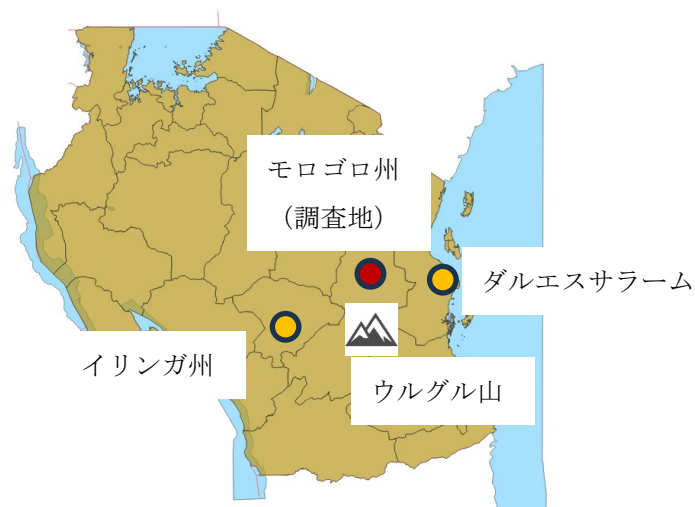 モロゴロ州
（調査地）
ダルエスサラーム
イリンガ州
ウルグル山